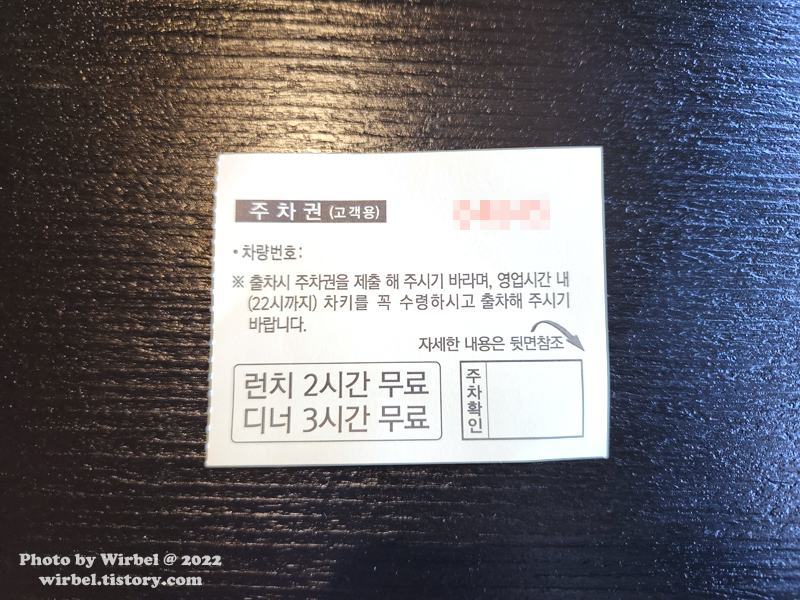 주차권 (고객용)
• 차량번호 :
※ 출차시 주차권을 제출 해 주시기 바라며, 영업시간 내
(22시까지) 차키를 꼭 수령하시고 출차해 주시기
바랍니다.
자세한 내용은 뒷면참조
런치 2시간 무료
디너 3시간 무료
주차확인
Photo by Wirbel @ 2022
wirbel.tistory.com